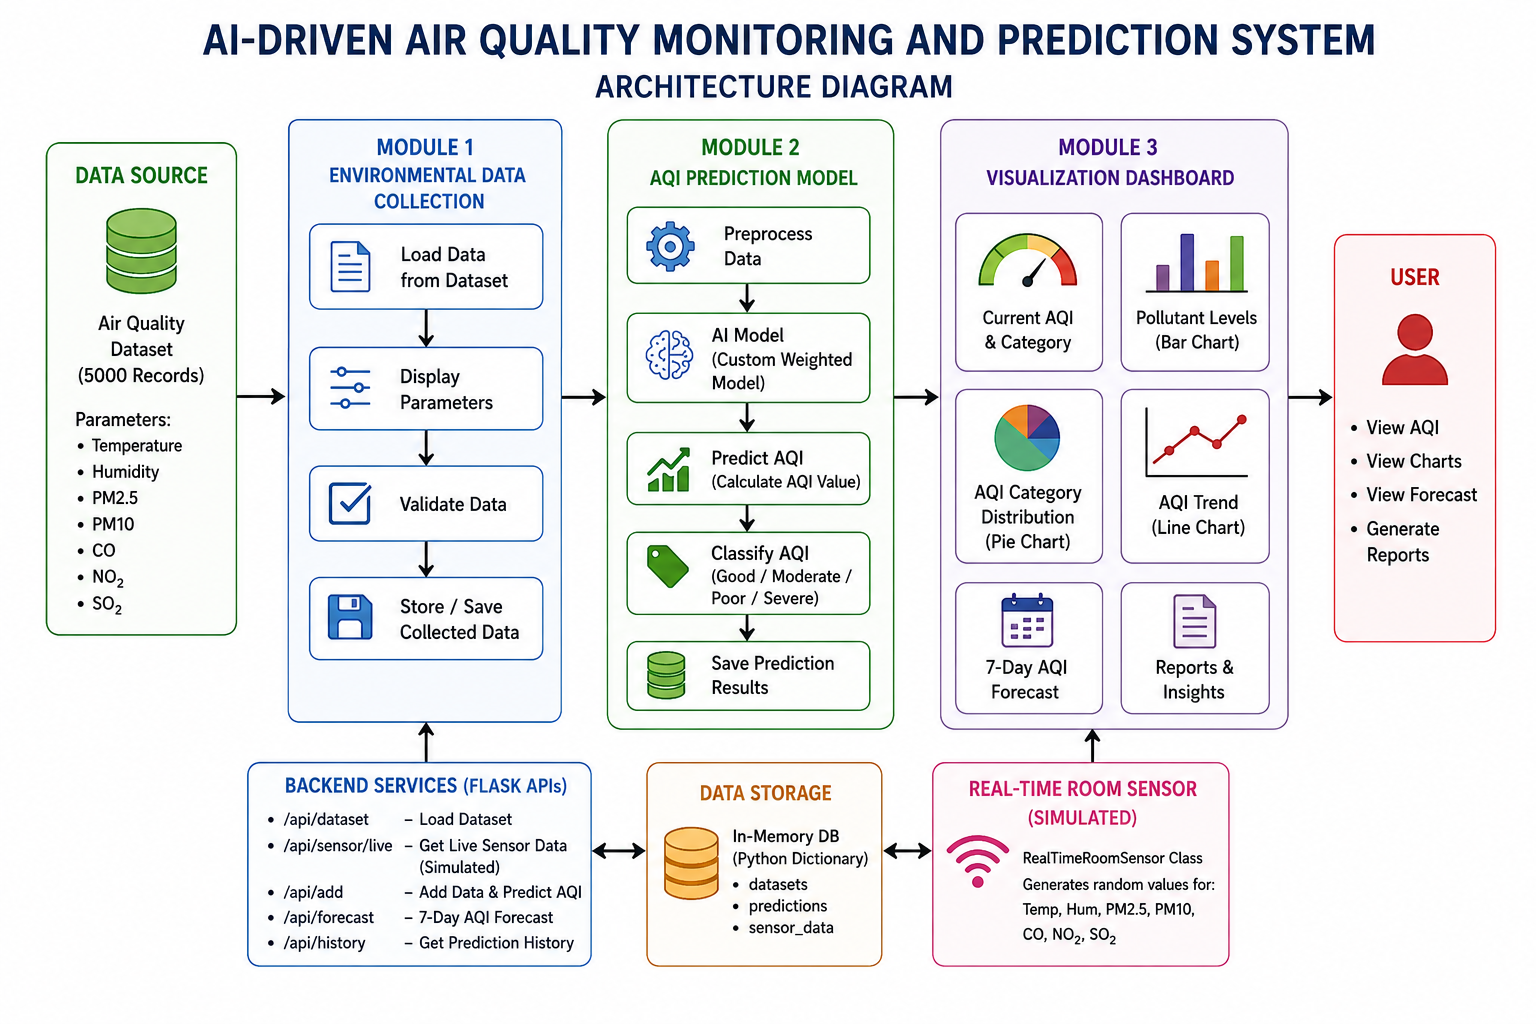 AI-DRIVEN AIR QUALITY MONITORING AND PREDICTION SYSTEM
ARCHITECTURE DIAGRAM
DATA SOURCE
Air Quality
Dataset
(5000 Records)
Parameters:
• Temperature
• Humidity
• PM2.5
• PM10
• CO
• NO₂
• SO₂
MODULE 1
ENVIRONMENTAL DATA
COLLECTION
Load Data
from Dataset
Display
Parameters
Validate Data
Store / Save
Collected Data
MODULE 2
AQI PREDICTION MODEL
Preprocess
Data
AI Model
(Custom Weighted
Model)
Predict AQI
(Calculate AQI Value)
Classify AQI
(Good / Moderate /
Poor / Severe)
Save Prediction
Results
MODULE 3
VISUALIZATION DASHBOARD
Current AQI
& Category
Pollutant Levels
(Bar Chart)
AQI Category
Distribution
(Pie Chart)
AQI Trend
(Line Chart)
7-Day AQI
Forecast
Reports &
Insights
USER
• View AQI
• View Charts
• View Forecast
• Generate
Reports
BACKEND SERVICES (FLASK APIs)
• /api/dataset – Load Dataset
• /api/sensor/live – Get Live Sensor Data
(Simulated)
• /api/add – Add Data & Predict AQI
• /api/forecast – 7-Day AQI Forecast
• /api/history – Get Prediction History
DATA STORAGE
In-Memory DB
(Python Dictionary)
• datasets
• predictions
• sensor_data
REAL-TIME ROOM SENSOR
(SIMULATED)
RealTimeRoomSensor Class
Generates random values for:
Temp, Hum, PM2.5, PM10,
CO, NO₂, SO₂